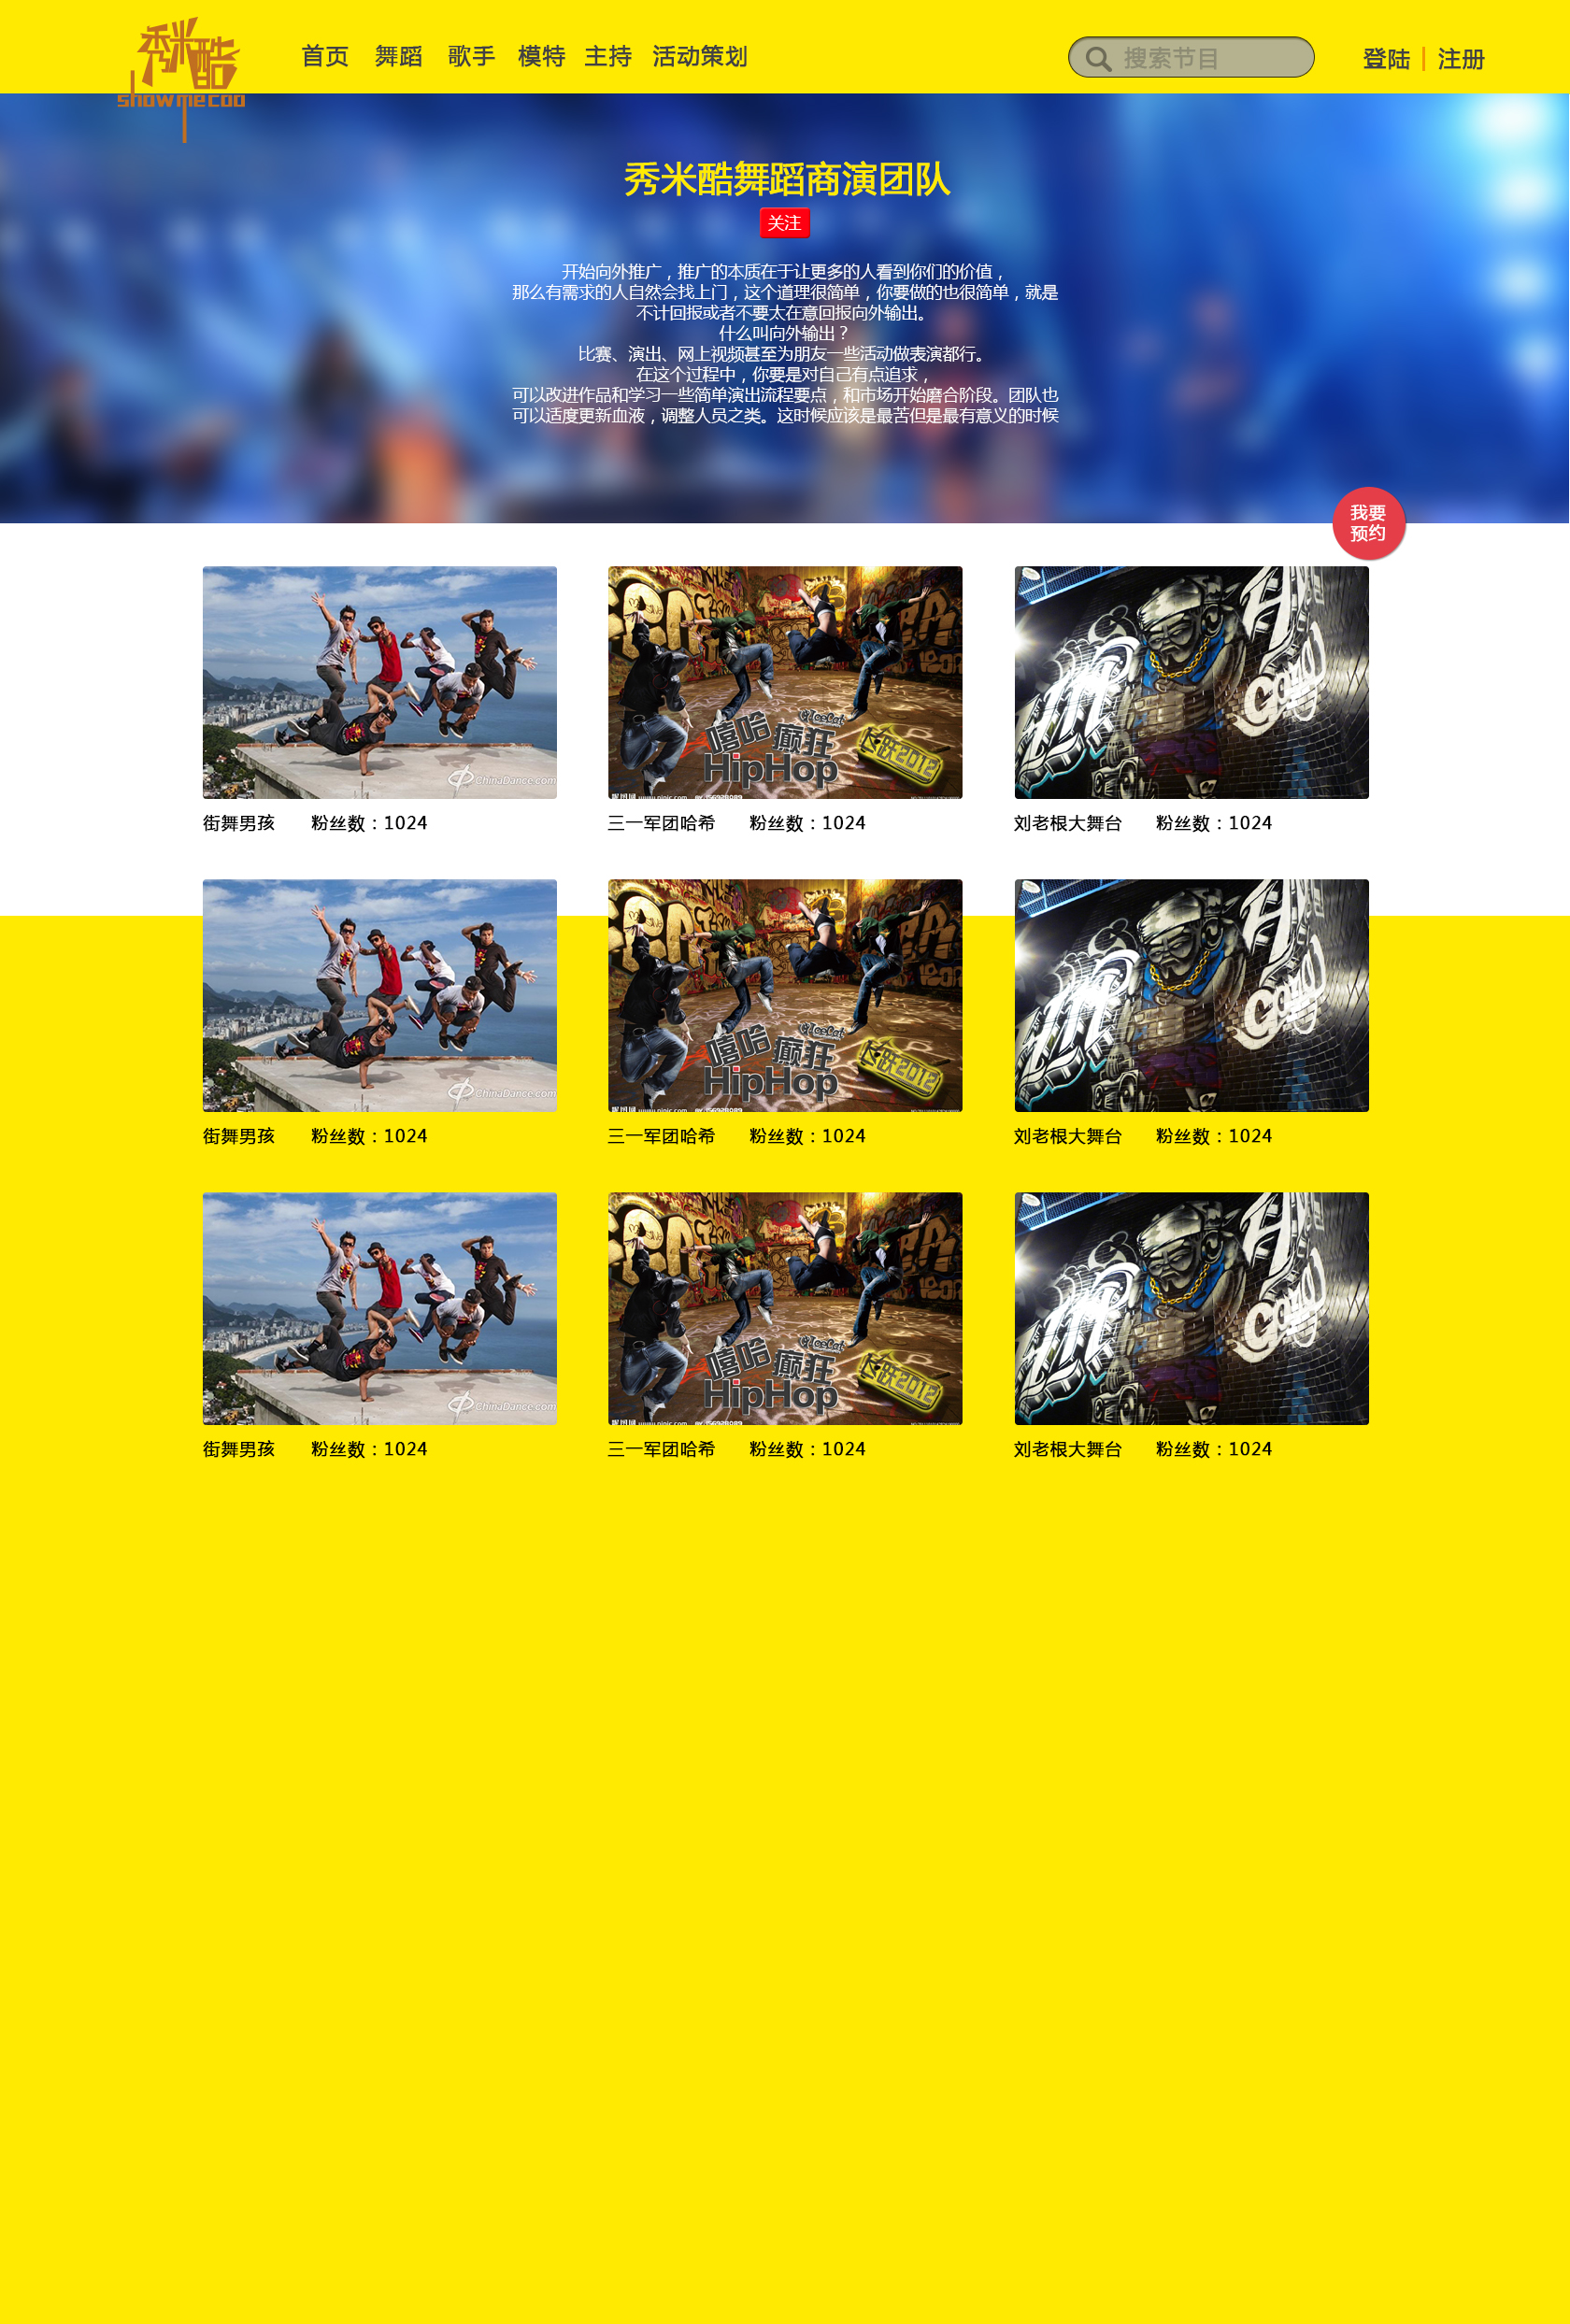 秀米酷
showmecoo
首页 舞蹈 歌手 模特 主持 活动策划
搜索节目
登陆 | 注册
秀米酷舞蹈商演团队
关注
开始向外推广，推广的本质在于让更多的人看到你们的价值，
那么有需求的人自然会找上门，这个道理很简单，你要做的也很简单，就是
不计回报或者不要太在意回报向外输出。
什么叫向外输出？
比赛、演出、网上视频甚至为朋友一些活动做表演都行。
在这个过程中，你要是对自己有点追求，
可以改进作品和学习一些简单演出流程要点，和市场开始磨合阶段。团队也
可以适度更新血液，调整人员之类。这时候应该是最苦但是最有意义的时候
我要
预约
ChinaDance.com
嘻哈 癫狂
HipHop
街舞男孩 粉丝数：1024
三一军团哈希 粉丝数：1024
刘老根大舞台 粉丝数：1024
ChinaDance.com
嘻哈 癫狂
HipHop
街舞男孩 粉丝数：1024
三一军团哈希 粉丝数：1024
刘老根大舞台 粉丝数：1024
ChinaDance.com
嘻哈 癫狂
HipHop
街舞男孩 粉丝数：1024
三一军团哈希 粉丝数：1024
刘老根大舞台 粉丝数：1024